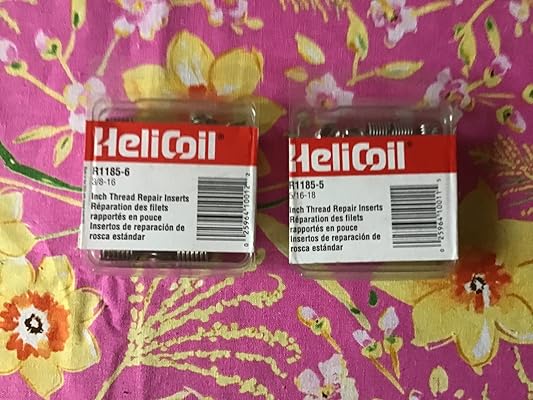 HeliCoil®
R1185-6
3/8-16
Inch Thread Repair Inserts
Réparation des filets
rapportés en pouce
Insertos de reparación de
rosca estándar
HeliCoil®
R1185-5
5/16-18
Inch Thread Repair Inserts
Réparation des filets
rapportés en pouce
Insertos de reparación de
rosca estándar